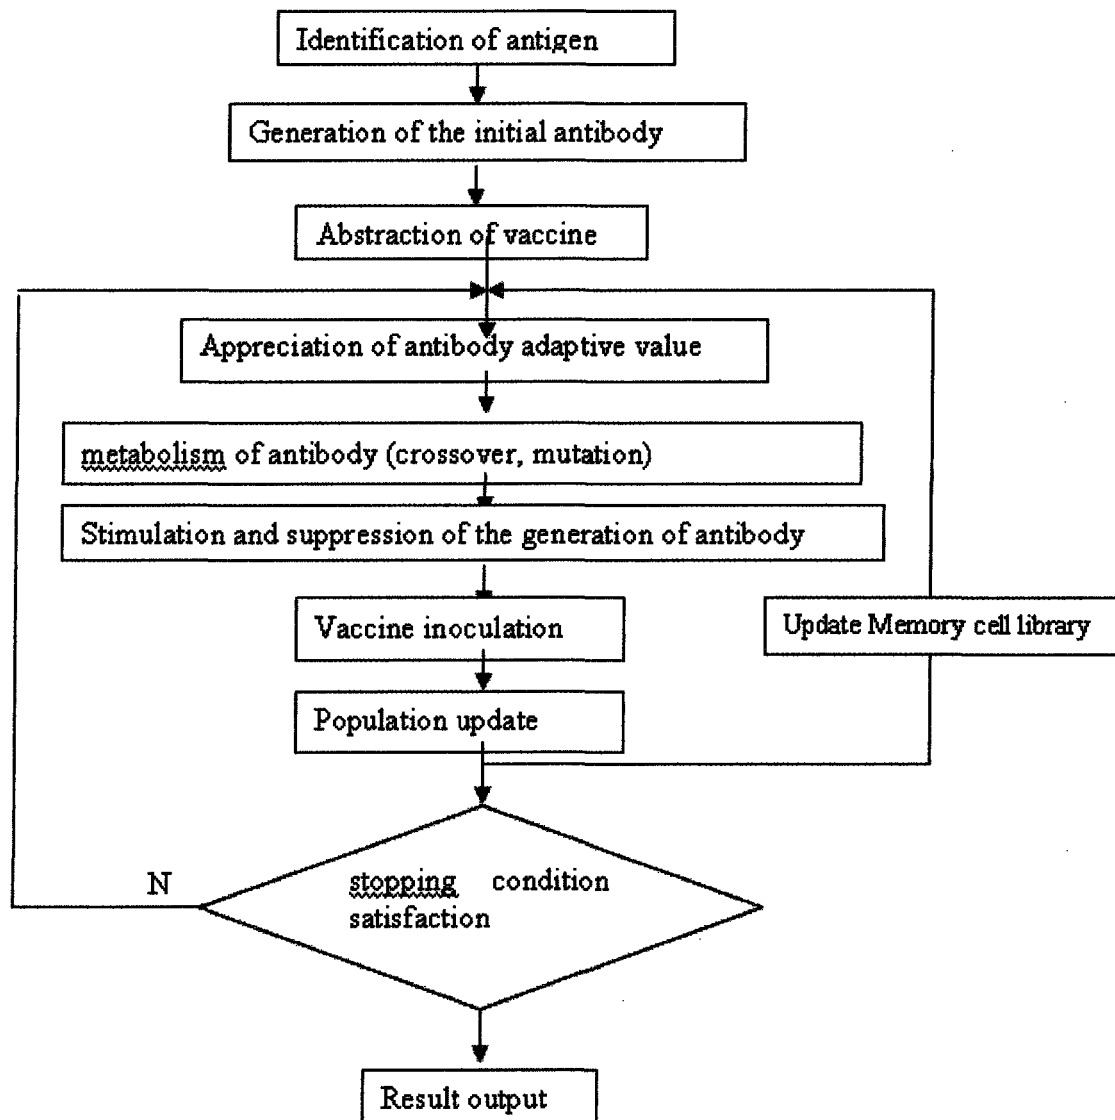 Identification of antigen
Generation of the initial antibody
Abstraction of vaccine
Appreciation of antibody adaptive value
metabolism of antibody (crossover, mutation)
Stimulation and suppression of the generation of antibody
Vaccine inoculation
Update Memory cell library
Population update
N
stopping condition
satisfaction
Result output